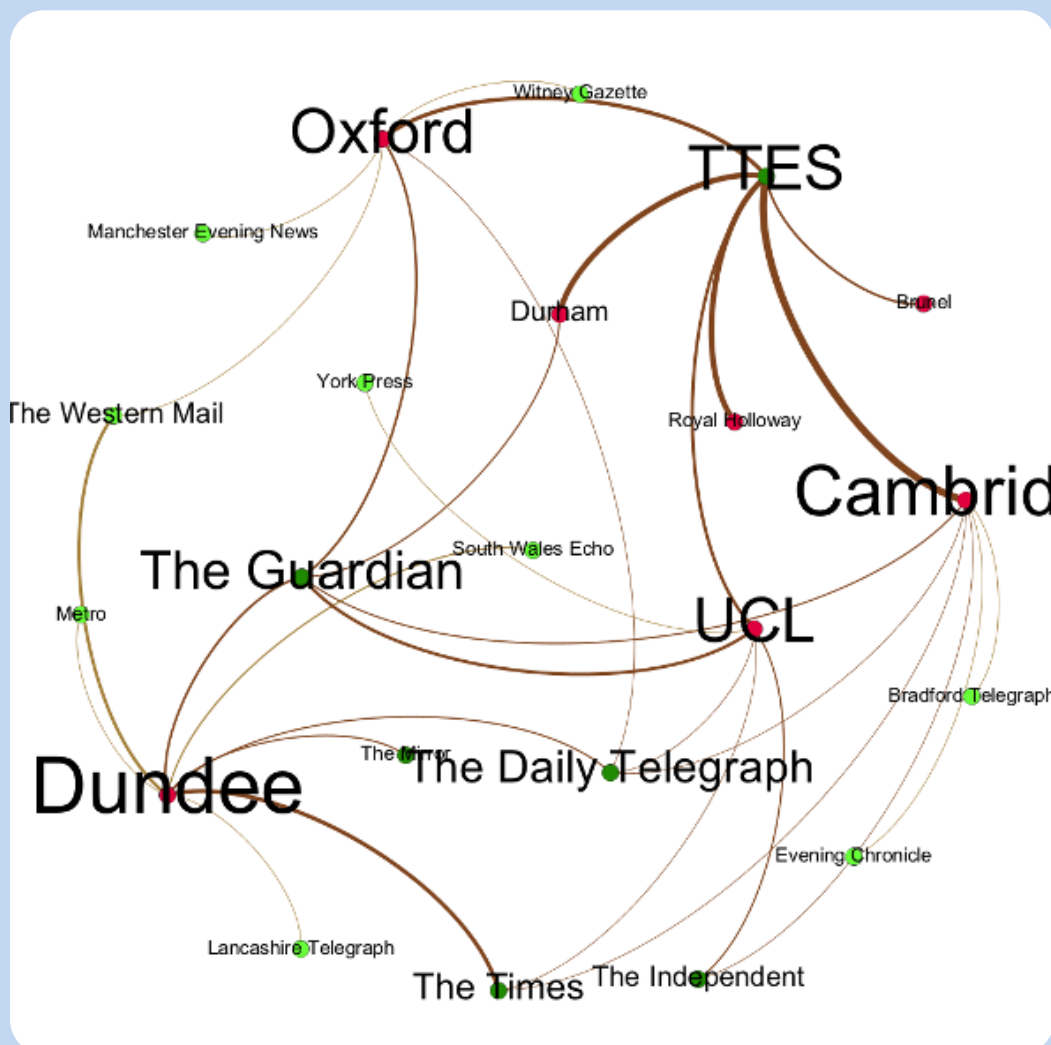 Witney Gazette
Oxford
TTES
Manchester Evening News
Brunel
Durham
York Press
The Western Mail
Royal Holloway
Cambrid
South Wales Echo
The Guardian
Metro
UCL
Bradford Telegraph
The Mirror
The Daily Telegraph
Dundee
Evening Chronicle
Lancashire Telegraph
The Independent
The Times